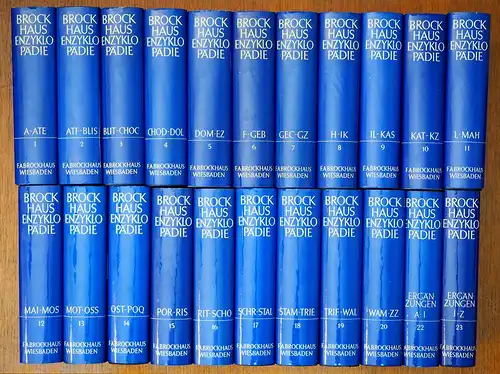 BROCK
HAUS
ENZYKLO
PÄDIE
A-ATE
1
F.A.BROCKHAUS
WIESBADEN
BROCK
HAUS
ENZYKLO
PÄDIE
ATF-BLIS
2
F.A.BROCKHAUS
WIESBADEN
BROCK
HAUS
ENZYKLO
PÄDIE
BLIT-CHOC
3
F.A.BROCKHAUS
WIESBADEN
BROCK
HAUS
ENZYKLO
PÄDIE
CHOD-DOL
4
F.A.BROCKHAUS
WIESBADEN
BROCK
HAUS
ENZYKLO
PÄDIE
DOM-EZ
5
F.A.BROCKHAUS
WIESBADEN
BROCK
HAUS
ENZYKLO
PÄDIE
F-GEB
6
F.A.BROCKHAUS
WIESBADEN
BROCK
HAUS
ENZYKLO
PÄDIE
GEC-GZ
7
F.A.BROCKHAUS
WIESBADEN
BROCK
HAUS
ENZYKLO
PÄDIE
H-IK
8
F.A.BROCKHAUS
WIESBADEN
BROCK
HAUS
ENZYKLO
PÄDIE
IL-KAS
9
F.A.BROCKHAUS
WIESBADEN
BROCK
HAUS
ENZYKLO
PÄDIE
KAT-KZ
10
F.A.BROCKHAUS
WIESBADEN
BROCK
HAUS
ENZYKLO
PÄDIE
L-MAH
11
F.A.BROCKHAUS
WIESBADEN
BROCK
HAUS
ENZYKLO
PÄDIE
MAI-MOS
12
F.A.BROCKHAUS
WIESBADEN
BROCK
HAUS
ENZYKLO
PÄDIE
MOT-OSS
13
F.A.BROCKHAUS
WIESBADEN
BROCK
HAUS
ENZYKLO
PÄDIE
OST-POQ
14
F.A.BROCKHAUS
WIESBADEN
BROCK
HAUS
ENZYKLO
PÄDIE
POR-RIS
15
F.A.BROCKHAUS
WIESBADEN
BROCK
HAUS
ENZYKLO
PÄDIE
RIT-SCHO
16
F.A.BROCKHAUS
WIESBADEN
BROCK
HAUS
ENZYKLO
PÄDIE
SCHR-STAL
17
F.A.BROCKHAUS
WIESBADEN
BROCK
HAUS
ENZYKLO
PÄDIE
STAM-TRIE
18
F.A.BROCKHAUS
WIESBADEN
BROCK
HAUS
ENZYKLO
PÄDIE
TRIF-WAL
19
F.A.BROCKHAUS
WIESBADEN
BROCK
HAUS
ENZYKLO
PÄDIE
WAM-ZZ
20
F.A.BROCKHAUS
WIESBADEN
BROCK
HAUS
ENZYKLO
PÄDIE
ERGÄN
ZUNGEN
A-I
22
F.A.BROCKHAUS
WIESBADEN
BROCK
HAUS
ENZYKLO
PÄDIE
ERGÄN
ZUNGEN
J-Z
23
F.A.BROCKHAUS
WIESBADEN